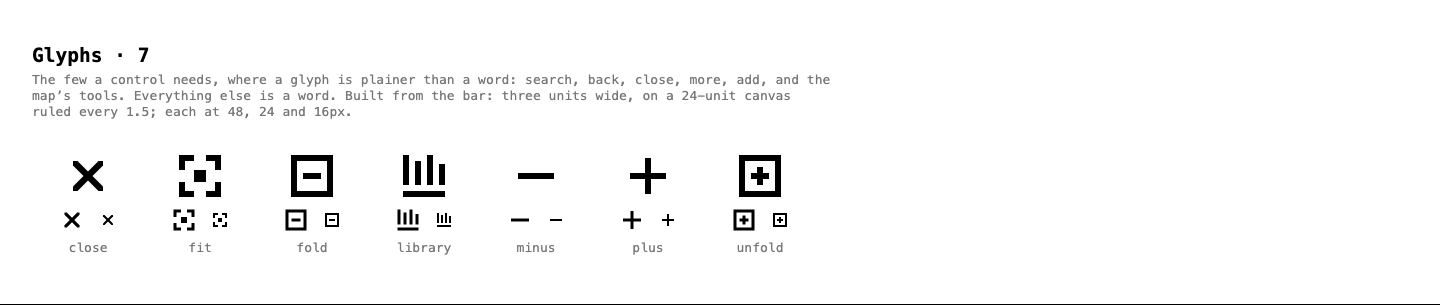 Glyphs · 7
The few a control needs, where a glyph is plainer than a word: search, back, close, more, add, and the
map’s tools. Everything else is a word. Built from the bar: three units wide, on a 24-unit canvas
ruled every 1.5; each at 48, 24 and 16px.
close fit fold library minus plus unfold